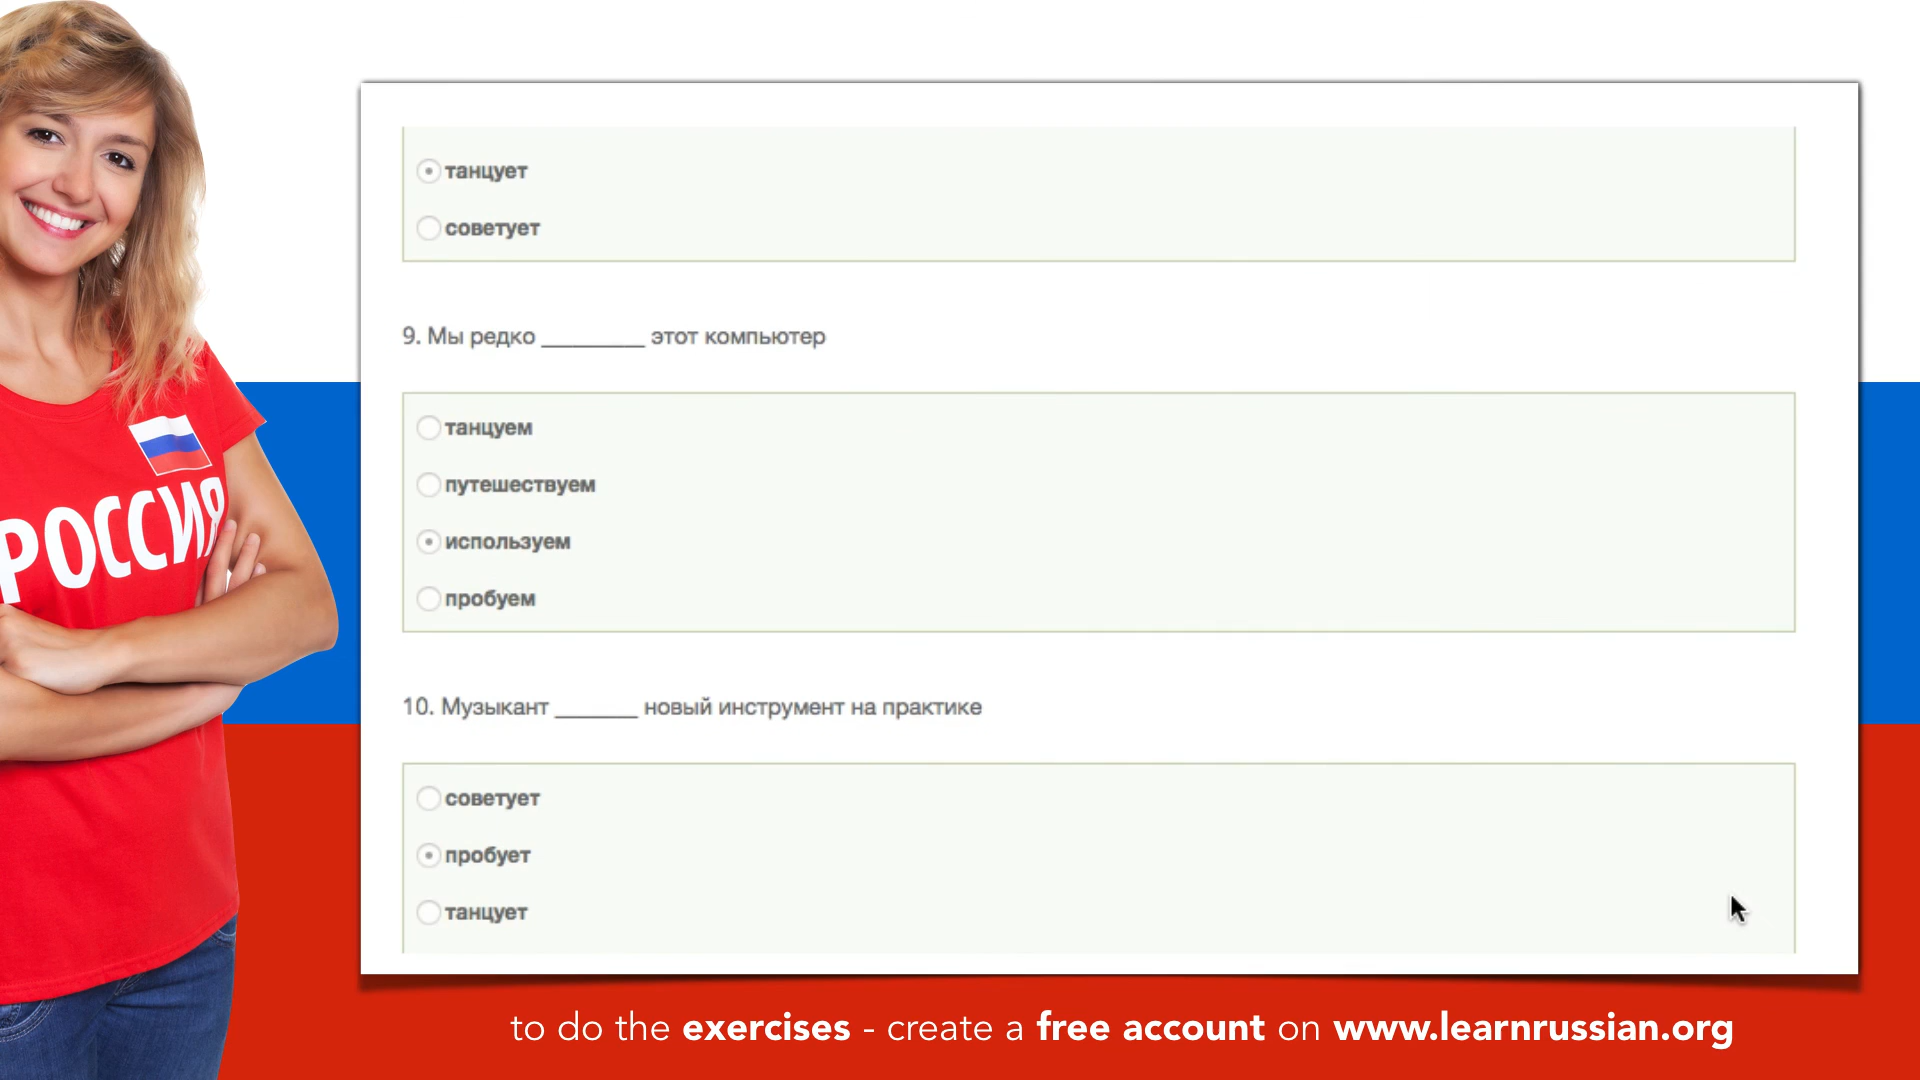 РОССИЯ
танцует
советует
9. Мы редко _________ этот компьютер
танцуем
путешествуем
используем
пробуем
10. Музыкант _______ новый инструмент на практике
советует
пробует
танцует
to do the exercises - create a free account on www.learnrussian.org